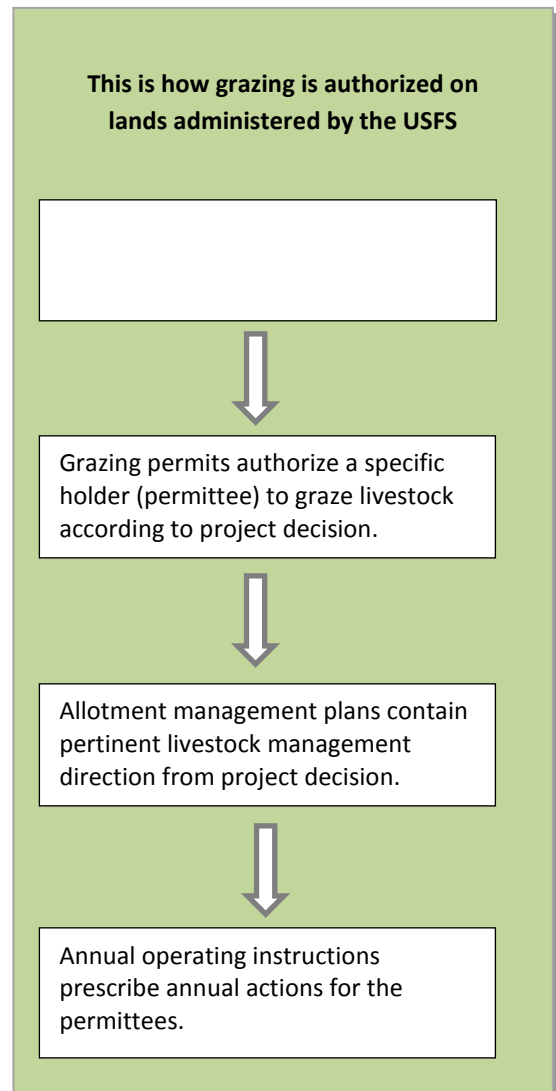 This is how grazing is authorized on
lands administered by the USFS
Grazing permits authorize a specific
holder (permittee) to graze livestock
according to project decision.
Allotment management plans contain
pertinent livestock management
direction from project decision.
Annual operating instructions
prescribe annual actions for the
permittees.